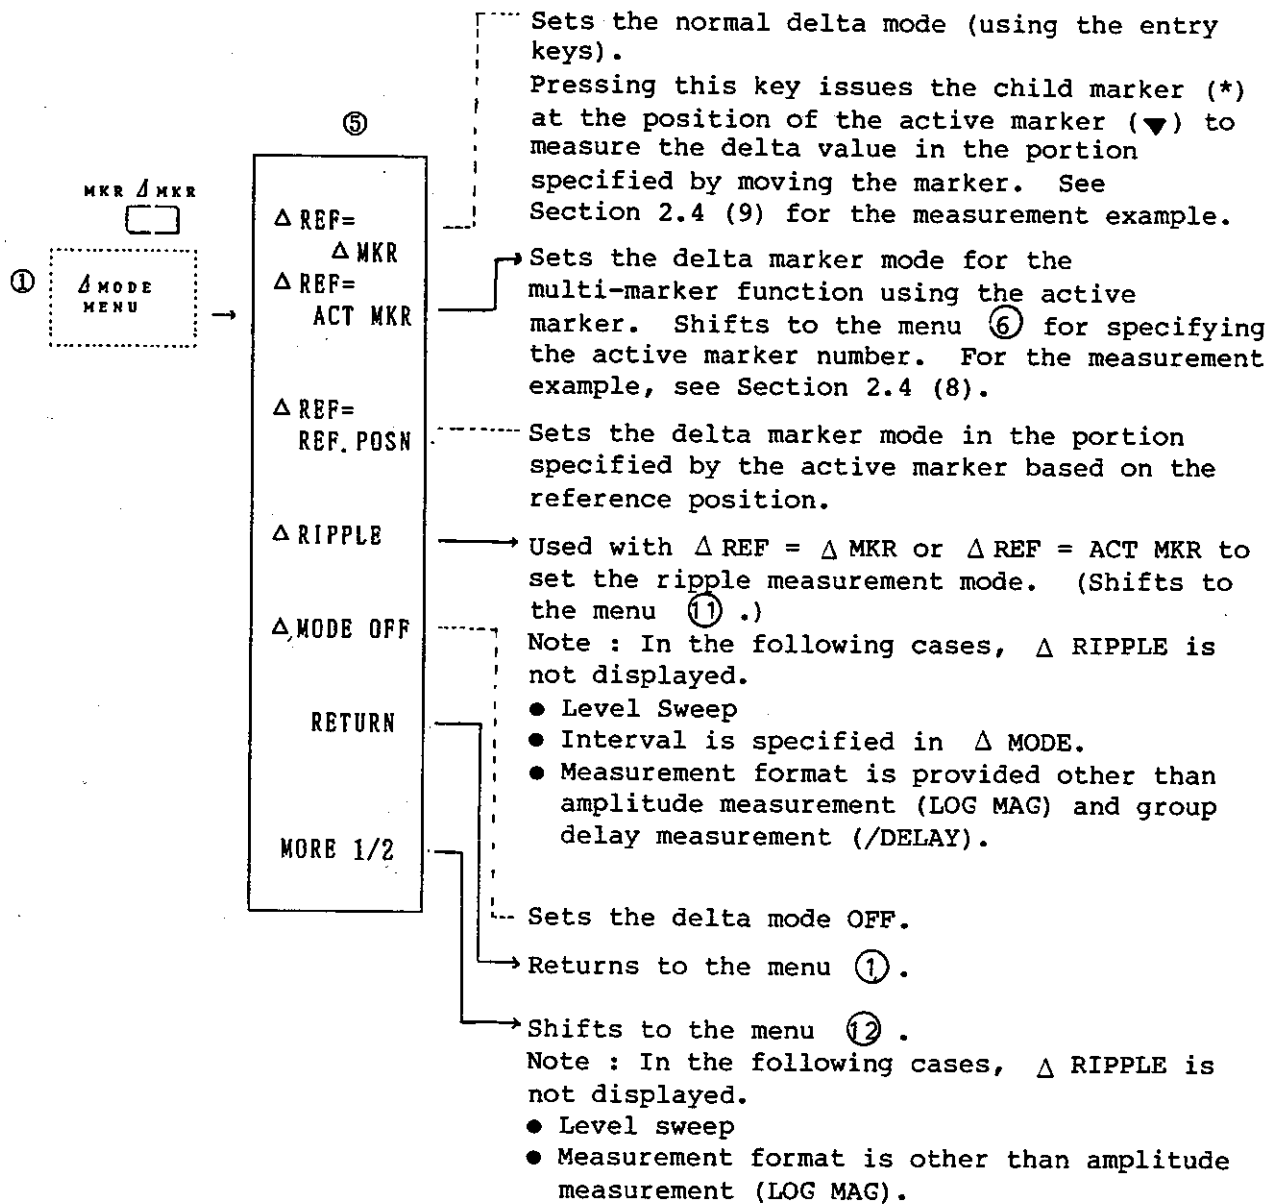 MKR Δ MKR
① Δ MODE
MENU
→
⑤
Δ REF=
Δ MKR
Δ REF=
ACT MKR
Δ REF=
REF. POSN
Δ RIPPLE
Δ MODE OFF
RETURN
MORE 1/2
Sets the normal delta mode (using the entry
keys).
Pressing this key issues the child marker (*)
at the position of the active marker (▼) to
measure the delta value in the portion
specified by moving the marker. See
Section 2.4 (9) for the measurement example.
Sets the delta marker mode for the
multi-marker function using the active
marker. Shifts to the menu ⑥ for specifying
the active marker number. For the measurement
example, see Section 2.4 (8).
Sets the delta marker mode in the portion
specified by the active marker based on the
reference position.
Used with Δ REF = Δ MKR or Δ REF = ACT MKR to
set the ripple measurement mode. (Shifts to
the menu ⑪ .)
Note : In the following cases, Δ RIPPLE is
not displayed.
● Level Sweep
● Interval is specified in Δ MODE.
● Measurement format is provided other than
amplitude measurement (LOG MAG) and group
delay measurement (/DELAY).
Sets the delta mode OFF.
Returns to the menu ①.
Shifts to the menu ⑫ .
Note : In the following cases, Δ RIPPLE is
not displayed.
● Level sweep
● Measurement format is other than amplitude
measurement (LOG MAG).